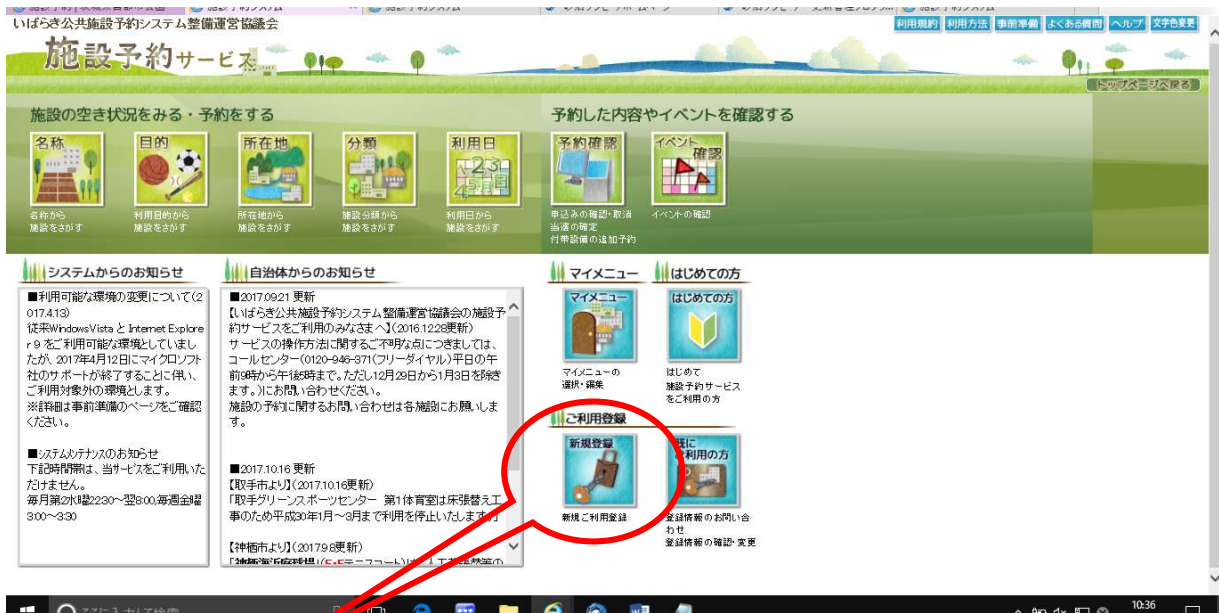 いばらき公共施設予約システム整備運営協議会
利用規約 利用方法 事前準備 よくある質問 ヘルプ 文字色変更
施設予約サービス
トップページへ戻る
施設の空き状況をみる・予約をする
予約した内容やイベントを確認する
名称
目的
所在地
分類
利用日
予約確認
イベント
確認
名称から
施設をさがす
利用目的から
施設をさがす
所在地から
施設をさがす
施設分類から
施設をさがす
利用日から
施設をさがす
申込みの確認・取消
当選の確定
付帯設備の追加予約
イベントの確認
システムからのお知らせ
■利用可能な環境の変更について(2
017.4.13)
従来WindowsVista と Internet Explore
r 9 をご利用可能な環境としていまし
たが、2017年4月12日にマイクロソフト
社のサポートが終了することに伴い、
ご利用対象外の環境とします。
※詳細は事前準備のページをご確認
ください。
■システムメンテナンスのお知らせ
下記時間帯は、当サービスをご利用いた
だけません。
毎月第2水曜22:30～翌8:00,毎週金曜
3:00～3:30
自治体からのお知らせ
■2017.09.21 更新
【いばらき公共施設予約システム整備運営協議会の施設予
約サービスをご利用のみなさまへ】(2016.12.28更新)
サービスの操作方法に関するご不明な点につきましては、
コールセンター(0120-946-371(フリーダイヤル)平日の午
前9時から午後5時まで。ただし12月29日から1月3日を除き
ます。)にお問い合わせください。
施設の予約に関するお問い合わせは各施設にお願いしま
す。
■2017.10.16 更新
【取手市より】(2017.10.16更新)
「取手グリーンスポーツセンター 第1体育室は床張替え工
事のため平成30年1月～3月まで利用を停止いたします。」
【神栖市より】(2017.9.8更新)
マイメニュー
マイメニュー
マイメニューの
選択・編集
はじめての方
はじめての方
はじめて
施設予約サービス
をご利用の方
ご利用登録
新規登録
新規ご利用登録
既に
ご利用の方
登録情報のお問い合
わせ
登録情報の確認・変更
ここに入力して検索
10:36